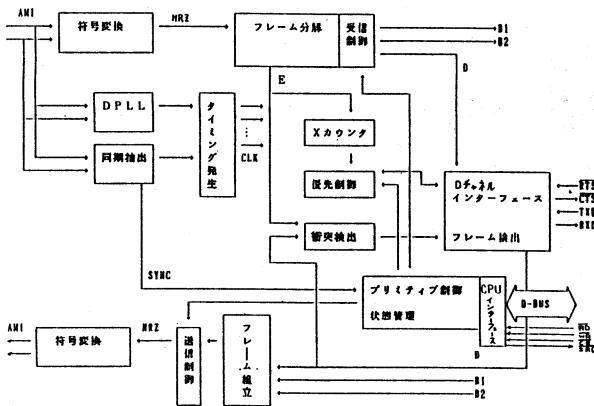 AMI
符号変換
NRZ
フレーム分解
受信制御
B1
B2
E
D
DPLL
タイミング発生
Xカウンタ
CLK
同期抽出
優先制御
Dチャネル
インターフェース
フレーム検出
RTS
CTS
TXD
RXD
衝突検出
SYNC
プリミティブ制御
状態管理
CPU
インターフェース
D-BUS
AMI
符号変換
NRZ
送信制御
フレーム組立
D
B1
B2